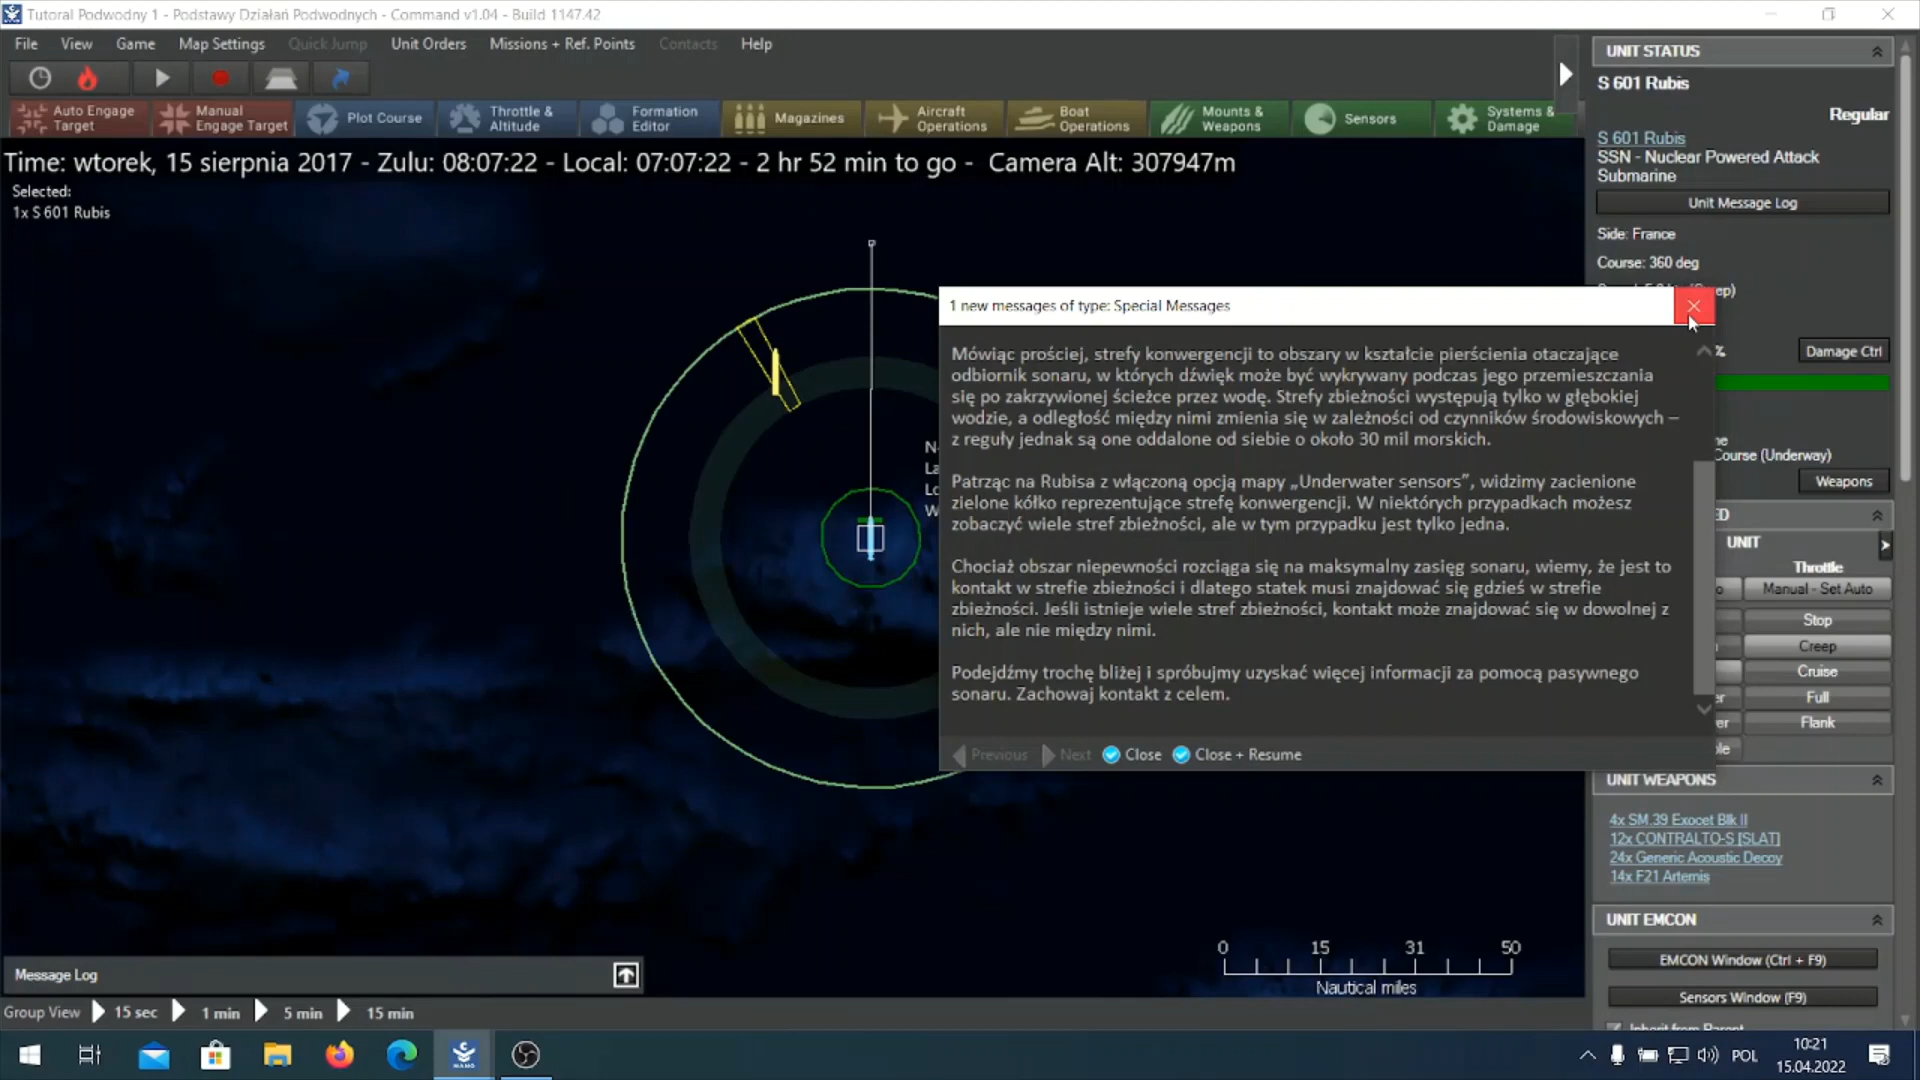 Tutoral Podwodny 1 - Podstawy Działań Podwodnych - Command v1.04 - Build 1147.42
File View Game Map Settings Quick Jump Unit Orders Missions + Ref. Points Contacts Help
Auto Engage Target
Manual Engage Target
Plot Course
Throttle & Altitude
Formation Editor
Magazines
Aircraft Operations
Boat Operations
Mounts & Weapons
Sensors
Systems & Damage
Time: wtorek, 15 sierpnia 2017 - Zulu: 08:07:22 - Local: 07:07:22 - 2 hr 52 min to go - Camera Alt: 307947m
Selected:
1x S 601 Rubis
1 new messages of type: Special Messages
Mówiąc prościej, strefy konwergencji to obszary w kształcie pierścienia otaczające
odbiornik sonaru, w których dźwięk może być wykrywany podczas jego przemieszczania
się po zakrzywionej ścieżce przez wodę. Strefy zbieżności występują tylko w głębokiej
wodzie, a odległość między nimi zmienia się w zależności od czynników środowiskowych –
z reguły jednak są one oddalone od siebie o około 30 mil morskich.
Patrząc na Rubisa z włączoną opcją mapy „Underwater sensors”, widzimy zacienione
zielone kółko reprezentujące strefę konwergencji. W niektórych przypadkach możesz
zobaczyć wiele stref zbieżności, ale w tym przypadku jest tylko jedna.
Chociaż obszar niepewności rozciąga się na maksymalny zasięg sonaru, wiemy, że jest to
kontakt w strefie zbieżności i dlatego statek musi znajdować się gdzieś w strefie
zbieżności. Jeśli istnieje wiele stref zbieżności, kontakt może znajdować się w dowolnej z
nich, ale nie między nimi.
Podejdźmy trochę bliżej i spróbujmy uzyskać więcej informacji za pomocą pasywnego
sonaru. Zachowaj kontakt z celem.
Previous Next Close Close + Resume
UNIT STATUS
S 601 Rubis
Regular
S 601 Rubis
SSN - Nuclear Powered Attack
Submarine
Unit Message Log
Side: France
Course: 360 deg
%
Damage Ctrl
Course (Underway)
Weapons
UNIT
Throttle
Manual - Set Auto
Stop
Creep
Cruise
Full
Flank
UNIT WEAPONS
4x SM.39 Exocet Blk II
12x CONTRALTO-S [SLAT]
24x Generic Acoustic Decoy
14x F21 Artemis
UNIT EMCON
EMCON Window (Ctrl + F9)
Sensors Window (F9)
Inherit from Parent
0 15 31 50
Nautical miles
Message Log
Group View 15 sec 1 min 5 min 15 min
POL
10:21
15.04.2022